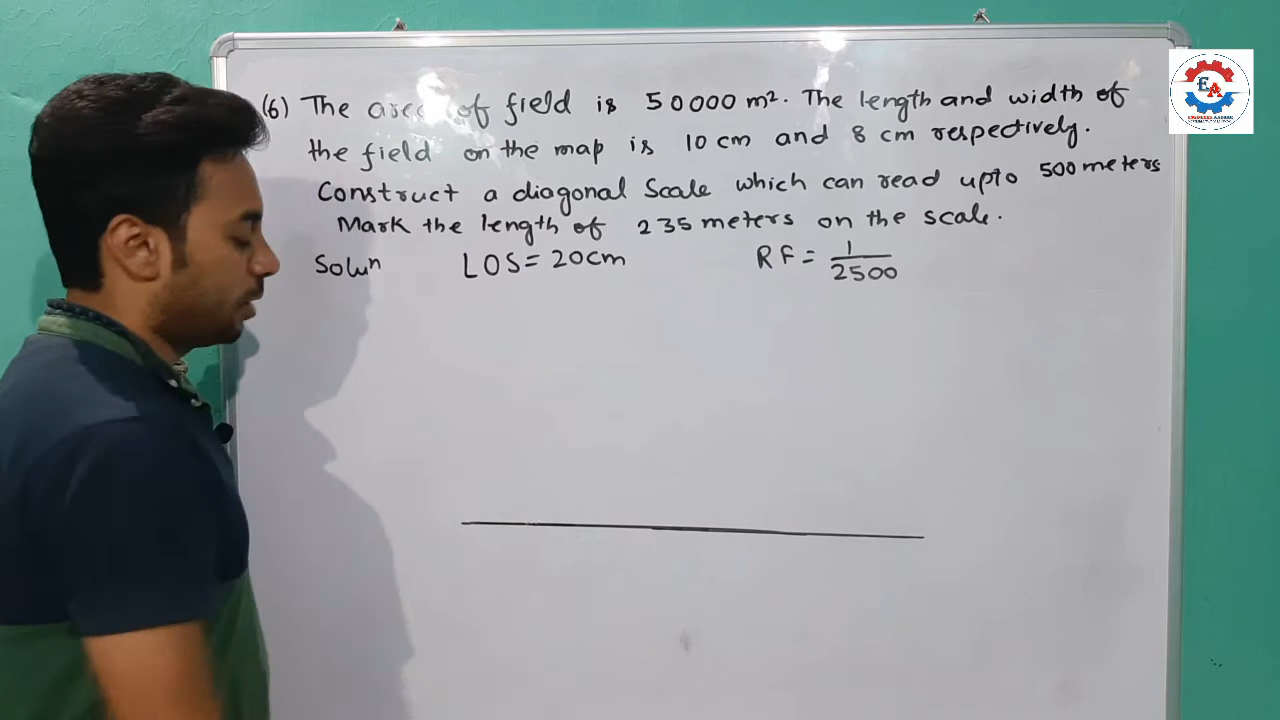 (6) The area of field is 50000 m². The length and width of
the field on the map is 10 cm and 8 cm respectively.
Construct a diagonal Scale which can read upto 500 meters
Mark the length of 235 meters on the scale.
Solun LOS = 20cm RF = 1/2500
EA